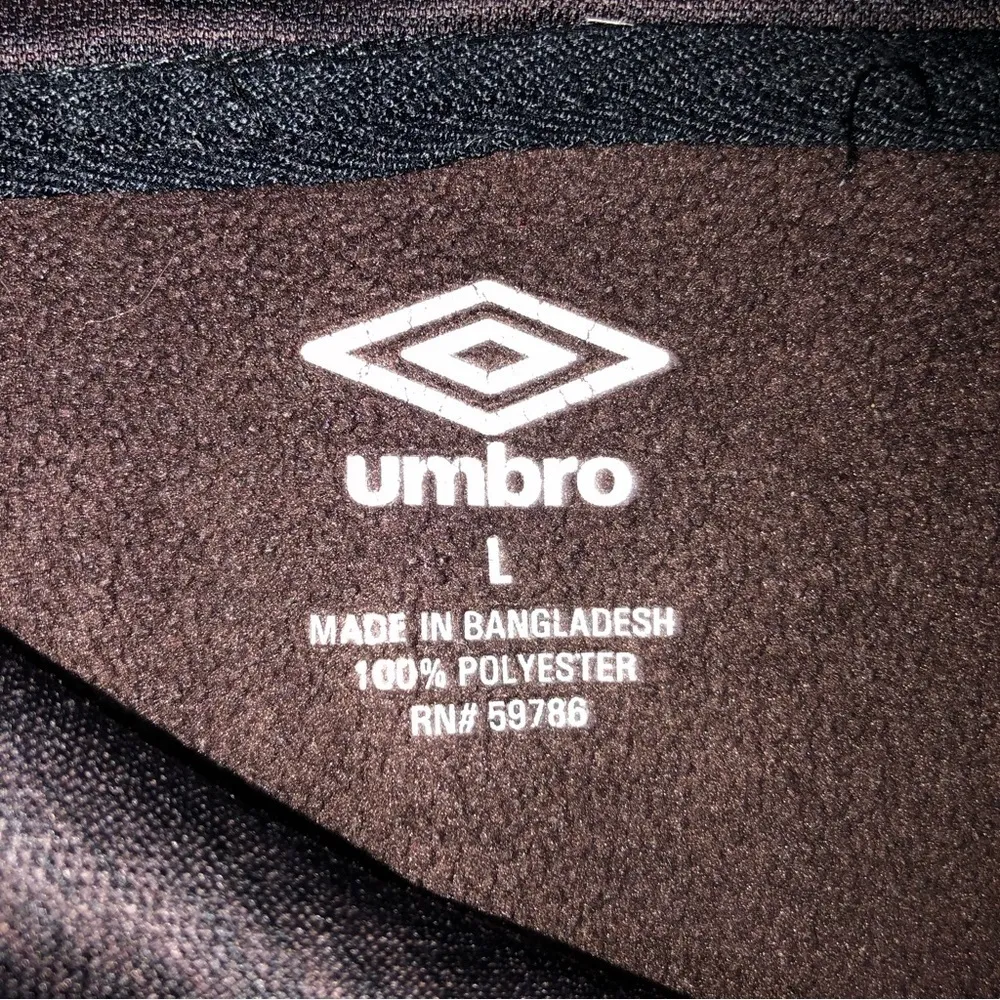 umbro
L
MADE IN BANGLADESH
100% POLYESTER
RN# 59786